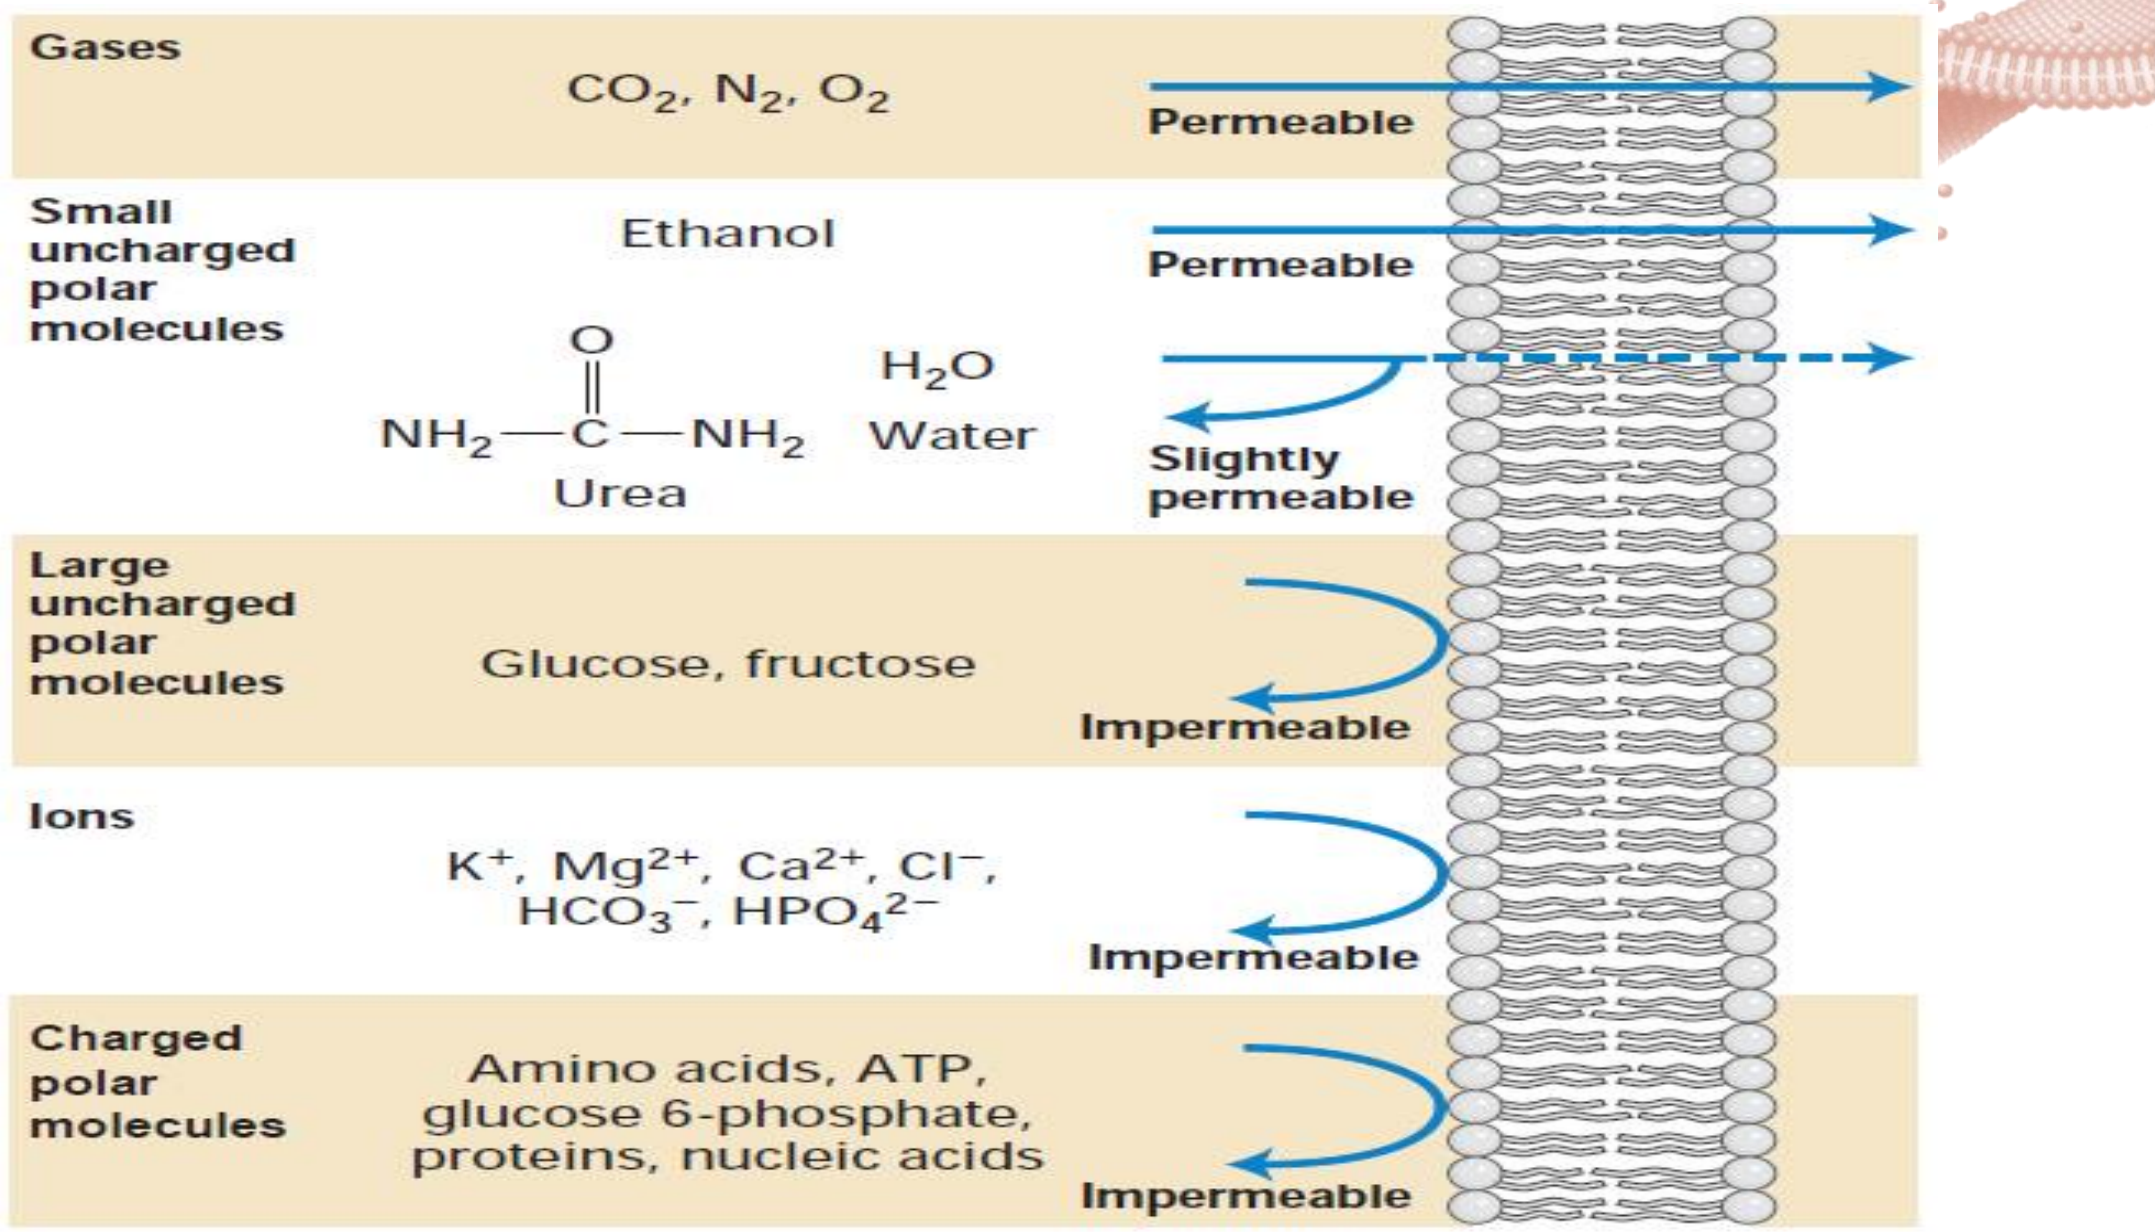 Gases
CO₂, N₂, O₂
Permeable
Small
uncharged
polar
molecules
Ethanol
Permeable
O
NH₂—C—NH₂
Urea
H₂O
Water
Slightly
permeable
Large
uncharged
polar
molecules
Glucose, fructose
Impermeable
Ions
K⁺, Mg²⁺, Ca²⁺, Cl⁻,
HCO₃⁻, HPO₄²⁻
Impermeable
Charged
polar
molecules
Amino acids, ATP,
glucose 6-phosphate,
proteins, nucleic acids
Impermeable